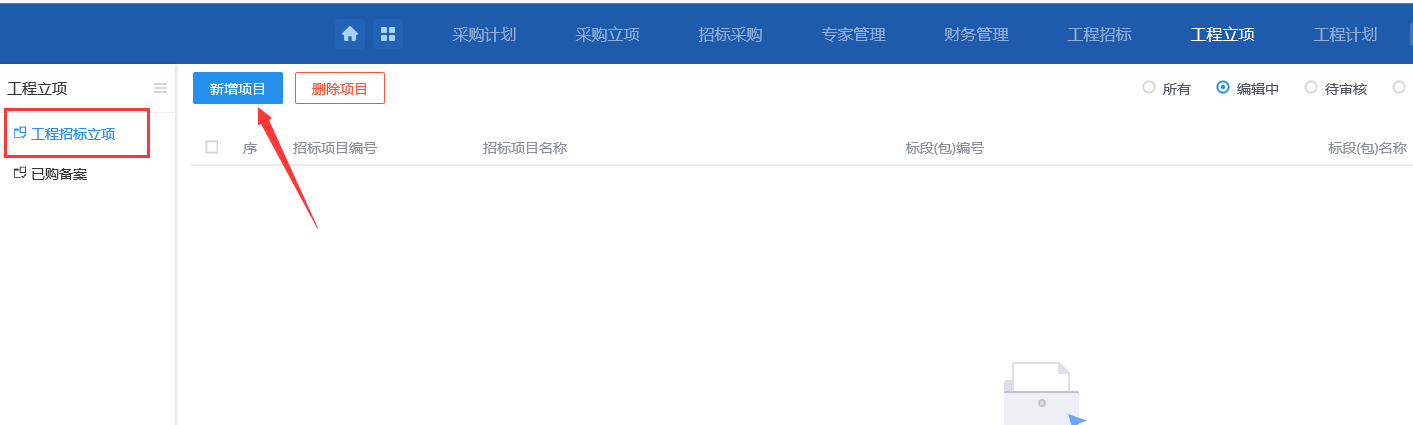 采购计划 采购立项 招标采购 专家管理 财务管理 工程招标 工程立项 工程计划
工程立项
新增项目 删除项目 所有 编辑中 待审核
工程招标立项
序 招标项目编号 招标项目名称 标段(包)编号 标段(包)名称
已购备案